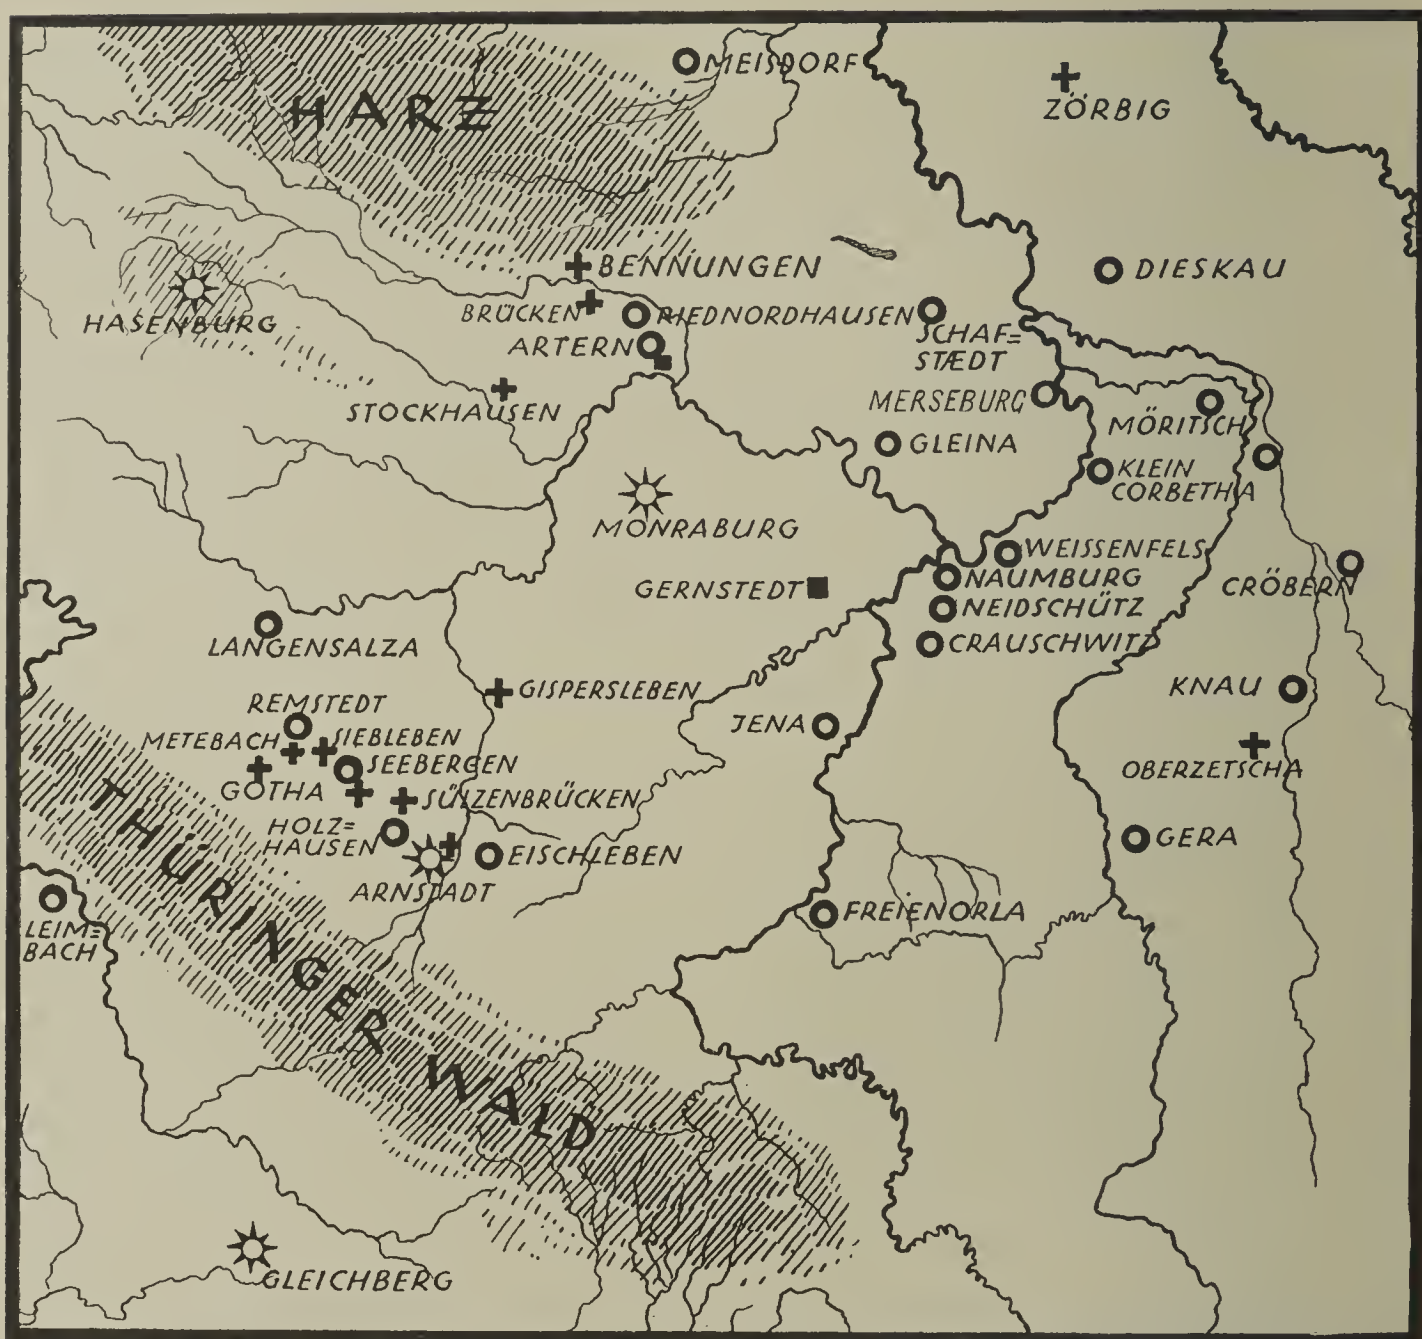 MEISDORF
HARZ
ZÖRBIG
BENNUNGEN
DIESKAU
HASENBURG
BRÜCKEN
RIEDNORDHAUSEN
SCHAF=
STÆDT
ARTERN
STOCKHAUSEN
MERSEBURG
MÖRITSCH
GLEINA
KLEIN
CORBETHA
MONRABURG
WEISSENFELS
GERNSTEDT
NAUMBURG
CRÖBERN
NEIDSCHÜTZ
LANGENSALZA
CRAUSCHWITZ
GISPERSLEBEN
KNAU
REMSTEDT
JENA
METEBACH
SIEBLEBEN
SEEBERGEN
OBERZETSCHA
GOTHA
SÜLZENBRÜCKEN
HOLZ=
HAUSEN
GERA
EISCHLEBEN
ARNSTADT
THÜRINGER WALD
LEIM=
BACH
FREIENORLA
GLEICHBERG